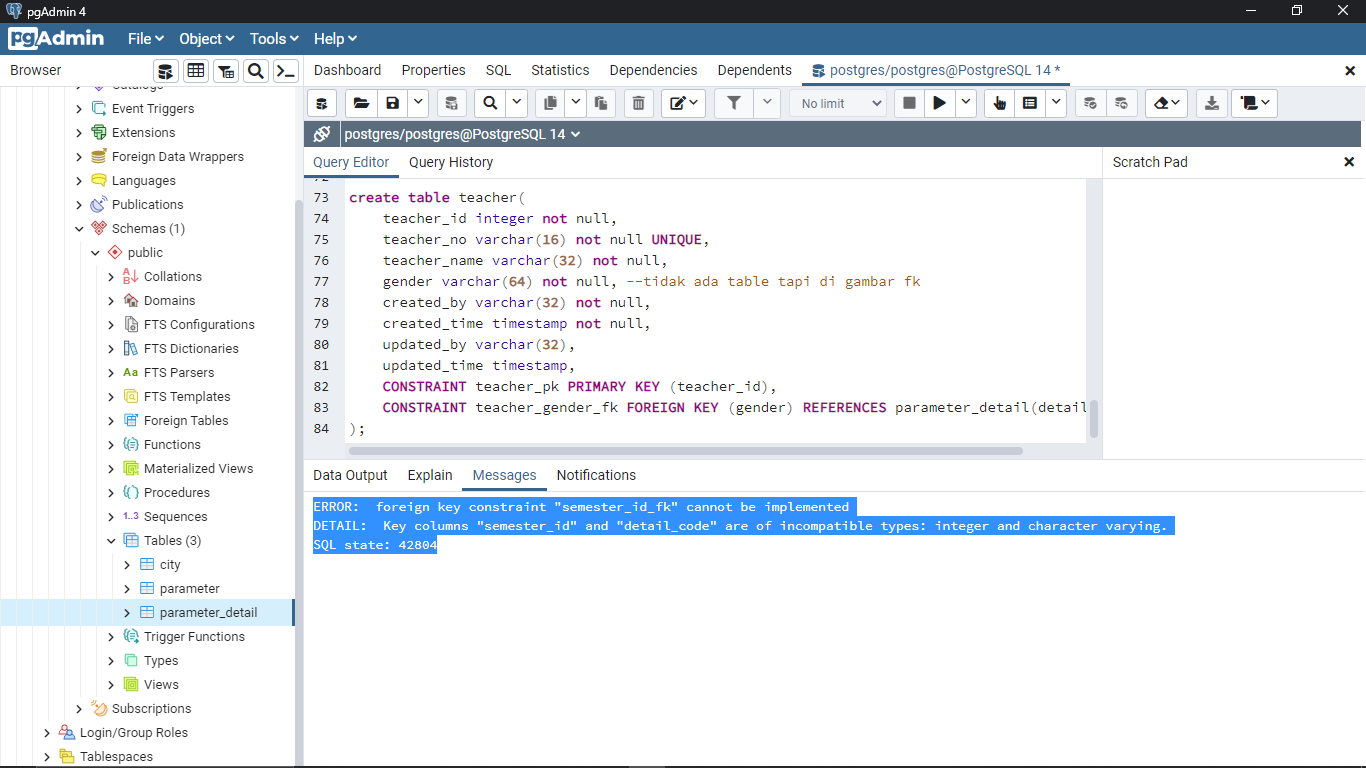 pgAdmin 4
pgAdmin File Object Tools Help
Browser
Dashboard Properties SQL Statistics Dependencies Dependents postgres/postgres@PostgreSQL 14 *
No limit
postgres/postgres@PostgreSQL 14
Query Editor Query History
Scratch Pad
Catalogs
Event Triggers
Extensions
Foreign Data Wrappers
Languages
Publications
Schemas (1)
public
Collations
Domains
FTS Configurations
FTS Dictionaries
Aa FTS Parsers
FTS Templates
Foreign Tables
Functions
Materialized Views
Procedures
1..3 Sequences
Tables (3)
city
parameter
parameter_detail
Trigger Functions
Types
Views
Subscriptions
Login/Group Roles
Tablespaces
72
73 create table teacher(
74 teacher_id integer not null,
75 teacher_no varchar(16) not null UNIQUE,
76 teacher_name varchar(32) not null,
77 gender varchar(64) not null, --tidak ada table tapi di gambar fk
78 created_by varchar(32) not null,
79 created_time timestamp not null,
80 updated_by varchar(32),
81 updated_time timestamp,
82 CONSTRAINT teacher_pk PRIMARY KEY (teacher_id),
83 CONSTRAINT teacher_gender_fk FOREIGN KEY (gender) REFERENCES parameter_detail(detail
84 );
Data Output Explain Messages Notifications
ERROR: foreign key constraint "semester_id_fk" cannot be implemented
DETAIL: Key columns "semester_id" and "detail_code" are of incompatible types: integer and character varying.
SQL state: 42804